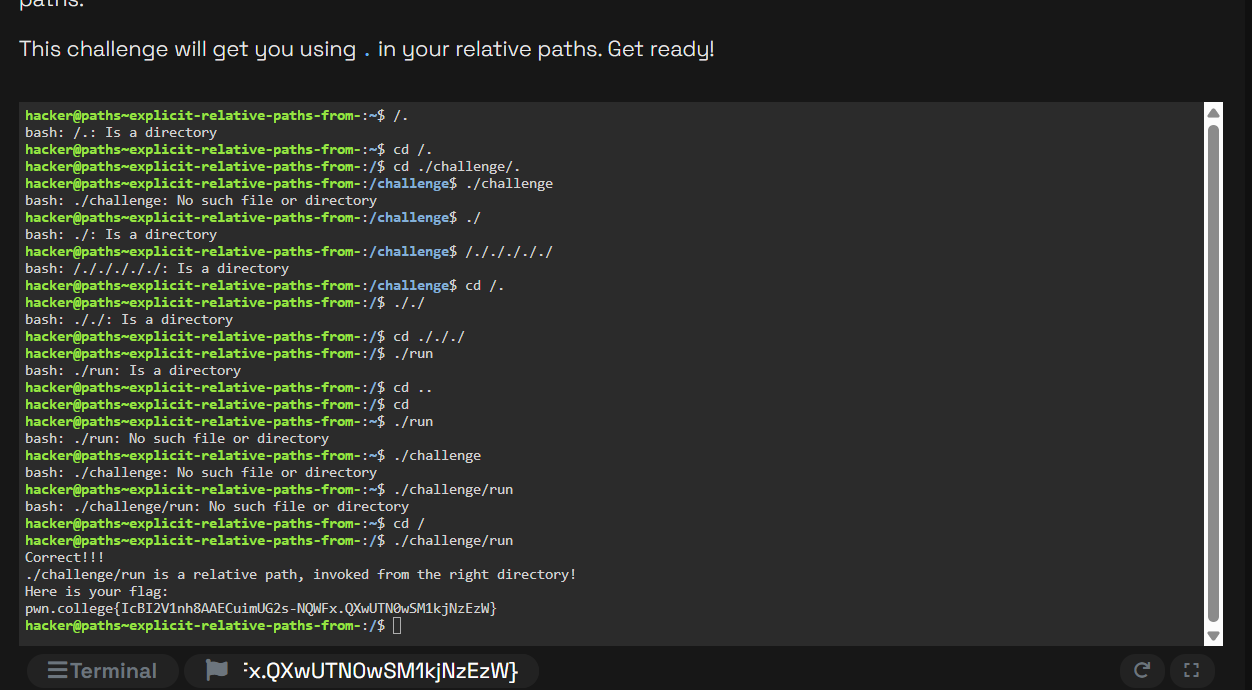 paths.
This challenge will get you using . in your relative paths. Get ready!
hacker@paths~explicit-relative-paths-from-:~$ /.
bash: /.: Is a directory
hacker@paths~explicit-relative-paths-from-:~$ cd /.
hacker@paths~explicit-relative-paths-from-:/$ cd ./challenge/.
hacker@paths~explicit-relative-paths-from-:/challenge$ ./challenge
bash: ./challenge: No such file or directory
hacker@paths~explicit-relative-paths-from-:/challenge$ ./
bash: ./: Is a directory
hacker@paths~explicit-relative-paths-from-:/challenge$ /././././././
bash: /./././././: Is a directory
hacker@paths~explicit-relative-paths-from-:/challenge$ cd /.
hacker@paths~explicit-relative-paths-from-:/$ ././
bash: ././: Is a directory
hacker@paths~explicit-relative-paths-from-:/$ cd ./././
hacker@paths~explicit-relative-paths-from-:/$ ./run
bash: ./run: Is a directory
hacker@paths~explicit-relative-paths-from-:/$ cd ..
hacker@paths~explicit-relative-paths-from-:/$ cd
hacker@paths~explicit-relative-paths-from-:~$ ./run
bash: ./run: No such file or directory
hacker@paths~explicit-relative-paths-from-:~$ ./challenge
bash: ./challenge: No such file or directory
hacker@paths~explicit-relative-paths-from-:~$ ./challenge/run
bash: ./challenge/run: No such file or directory
hacker@paths~explicit-relative-paths-from-:~$ cd /
hacker@paths~explicit-relative-paths-from-:/$ ./challenge/run
Correct!!!
./challenge/run is a relative path, invoked from the right directory!
Here is your flag:
pwn.college{IcBI2V1nh8AAECuimUG2s-NQWFx.QXwUTN0wSM1kjNzEzW}
hacker@paths~explicit-relative-paths-from-:/$
Terminal
x.QXwUTN0wSM1kjNzEzW}